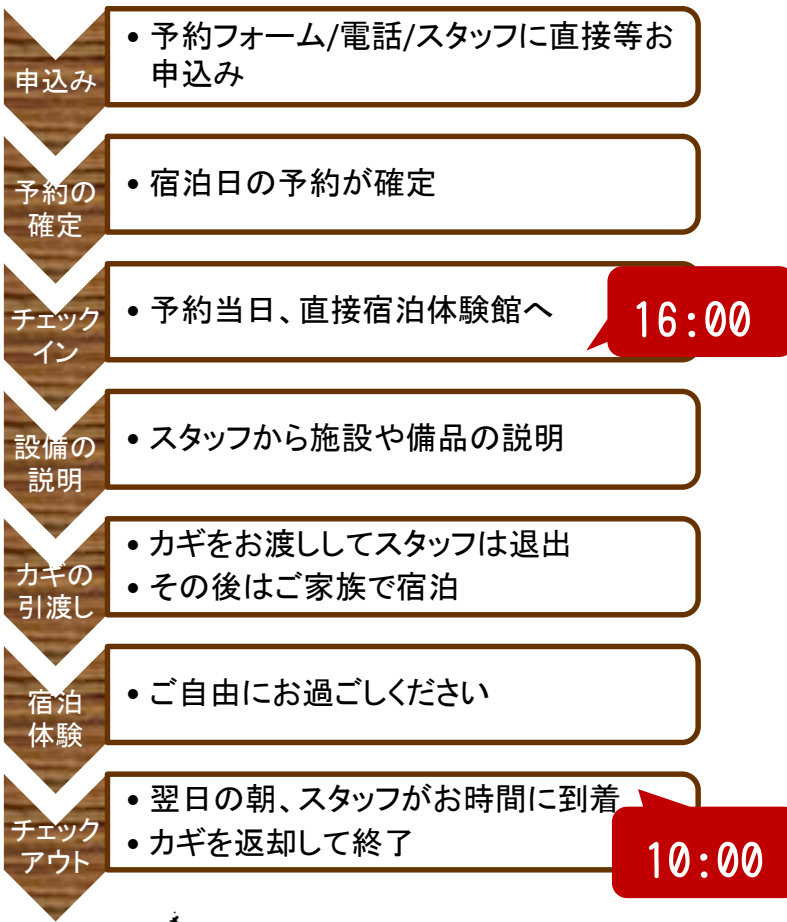 申込み
• 予約フォーム/電話/スタッフに直接等お
申込み
予約の
確定
• 宿泊日の予約が確定
チェック
イン
• 予約当日、直接宿泊体験館へ
16:00
設備の
説明
• スタッフから施設や備品の説明
カギの
引渡し
• カギをお渡ししてスタッフは退出
• その後はご家族で宿泊
宿泊
体験
• ご自由にお過ごしください
チェック
アウト
• 翌日の朝、スタッフがお時間に到着
• カギを返却して終了
10:00